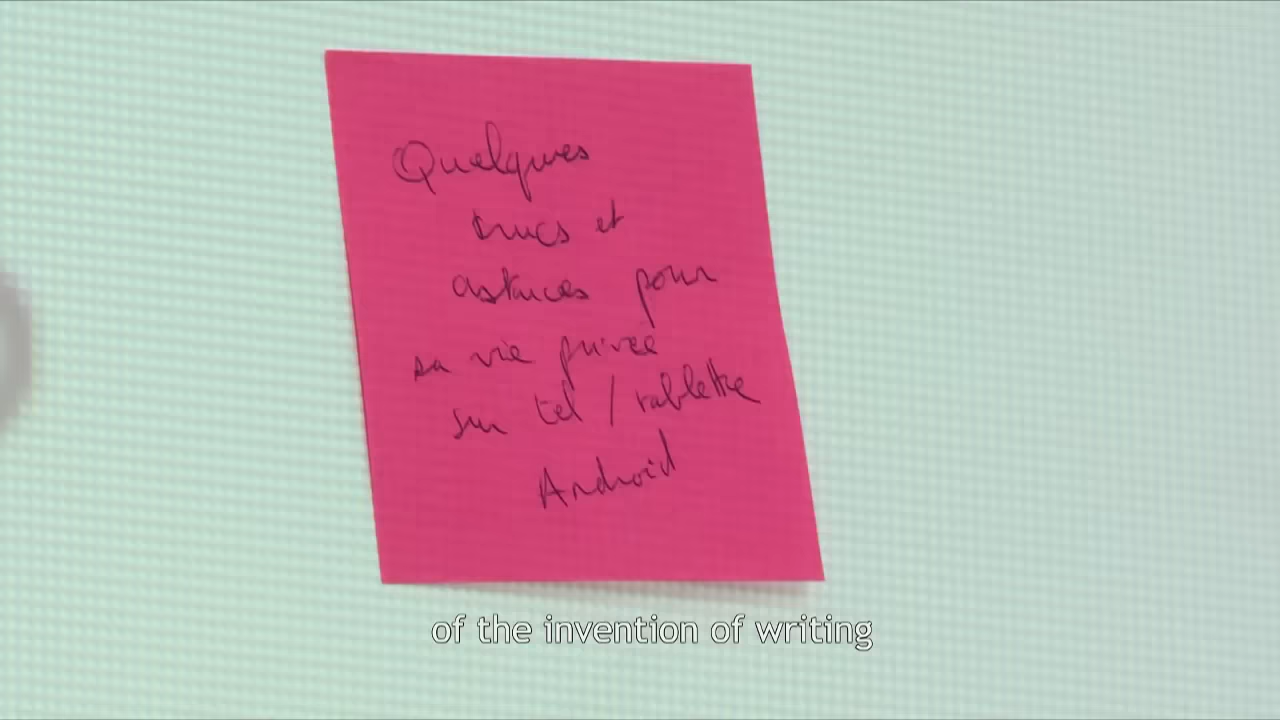 Quelques
trucs et
astuces pour
sa vie privée
sur tel / tablette
Android
of the invention of writing